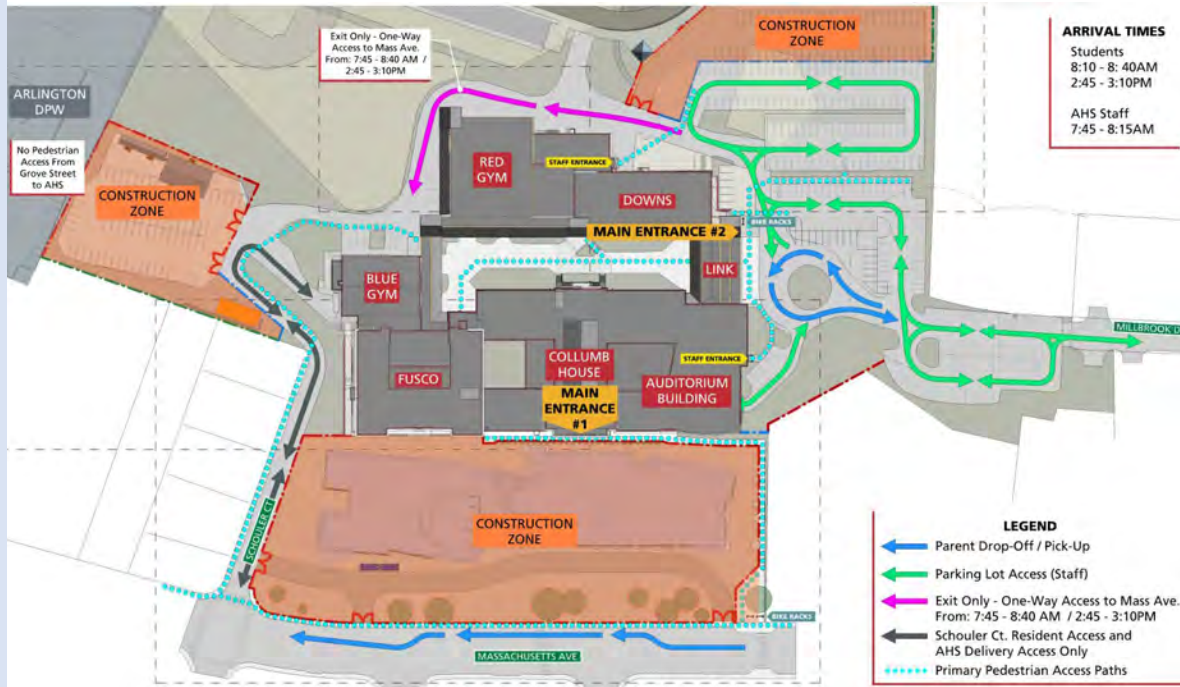 Exit Only - One-Way
Access to Mass Ave.
From: 7:45 - 8:40 AM /
2:45 - 3:10PM
CONSTRUCTION
ZONE
ARRIVAL TIMES
Students
8:10 - 8: 40AM
2:45 - 3:10PM
AHS Staff
7:45 - 8:15AM
ARLINGTON
DPW
No Pedestrian
Access From
Grove Street
to AHS
CONSTRUCTION
ZONE
RED
GYM
STAFF ENTRANCE
DOWNS
BIKE RACKS
MAIN ENTRANCE #2
LINK
BLUE
GYM
MILLBROOK D
FUSCO
COLLUMB
HOUSE
STAFF ENTRANCE
AUDITORIUM
BUILDING
MAIN
ENTRANCE
#1
SCHOULER CT
CONSTRUCTION
ZONE
BIKE RACKS
MASSACHUSETTS AVE
LEGEND
Parent Drop-Off / Pick-Up
Parking Lot Access (Staff)
Exit Only - One-Way Access to Mass Ave.
From: 7:45 - 8:40 AM / 2:45 - 3:10PM
Schouler Ct. Resident Access and
AHS Delivery Access Only
Primary Pedestrian Access Paths